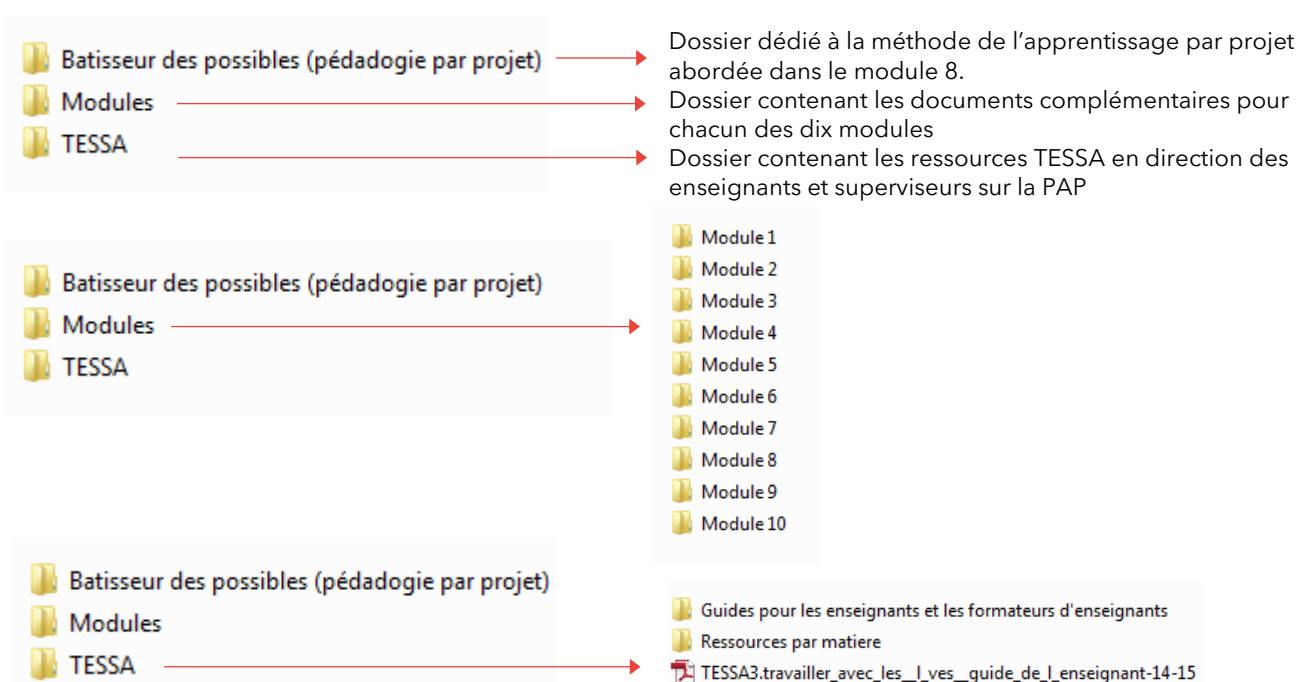 Batisseur des possibles (pédadogie par projet)
Modules
TESSA
Dossier dédié à la méthode de l’apprentissage par projet
abordée dans le module 8.
Dossier contenant les documents complémentaires pour
chacun des dix modules
Dossier contenant les ressources TESSA en direction des
enseignants et superviseurs sur la PAP
Batisseur des possibles (pédadogie par projet)
Modules
TESSA
Module 1
Module 2
Module 3
Module 4
Module 5
Module 6
Module 7
Module 8
Module 9
Module 10
Batisseur des possibles (pédadogie par projet)
Modules
TESSA
Guides pour les enseignants et les formateurs d'enseignants
Ressources par matiere
TESSA3.travailler_avec_les__l_ves__guide_de_l_enseignant-14-15